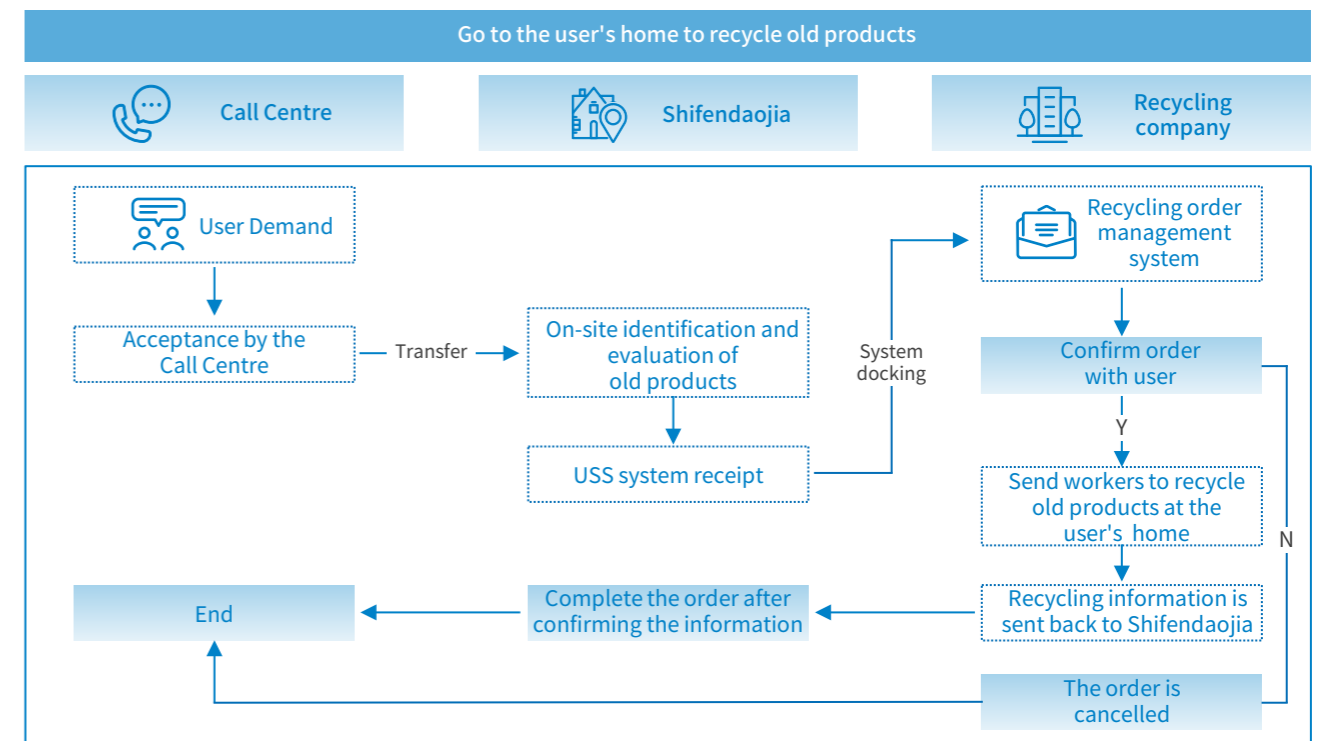 Go to the user's home to recycle old products
Call Centre
Shifendaojia
Recycling
company
User Demand
Acceptance by the
Call Centre
Transfer
On-site identification and
evaluation of
old products
USS system receipt
System
docking
Recycling order
management
system
Confirm order
with user
Y
N
Send workers to recycle
old products at the
user's home
Recycling information is
sent back to Shifendaojia
Complete the order after
confirming the information
End
The order is
cancelled